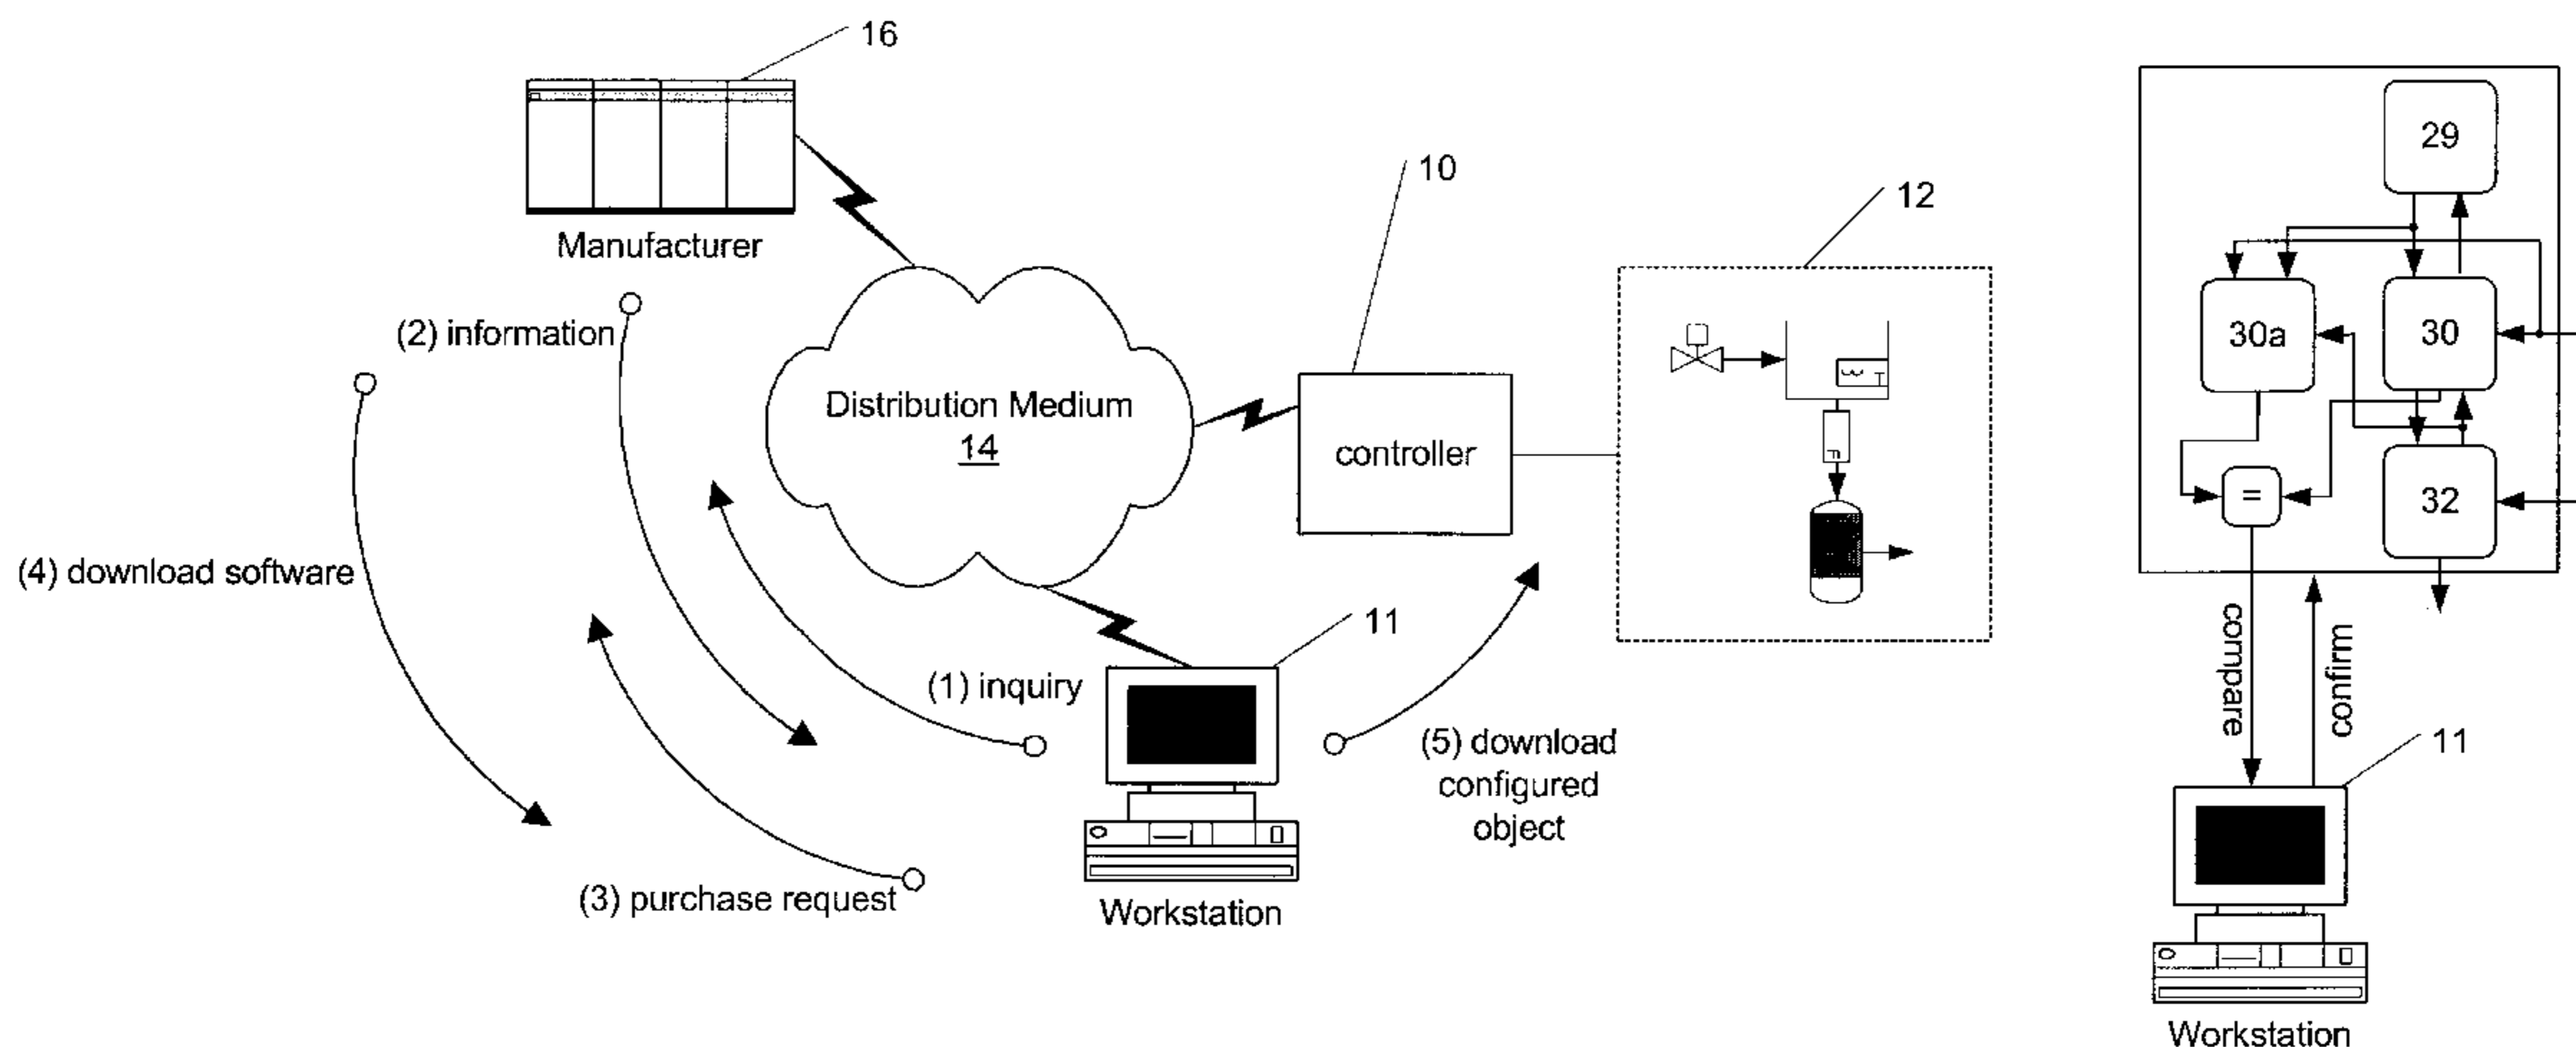 16
Manufacturer
10
12
(2) information
Distribution Medium
14
controller
(4) download software
11
(1) inquiry
(5) download
configured
object
(3) purchase request
Workstation
29
30a
30
=
32
compare
confirm
11
Workstation